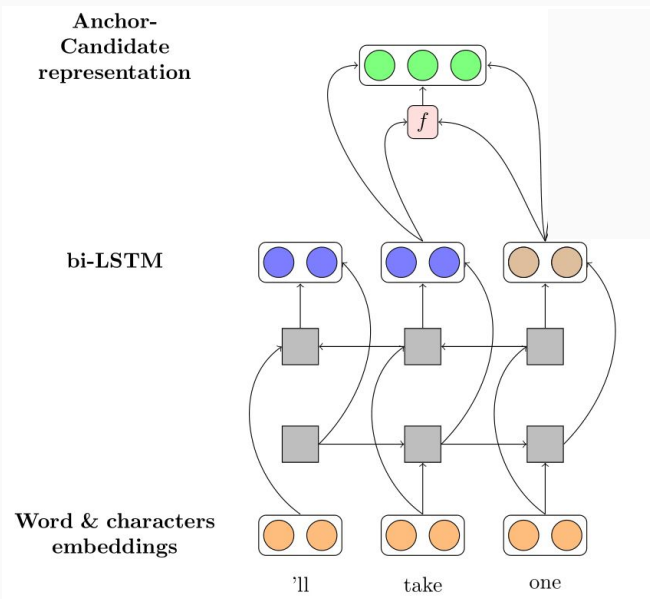 Anchor-
Candidate
representation
f
bi-LSTM
Word & characters
embeddings
'll take one